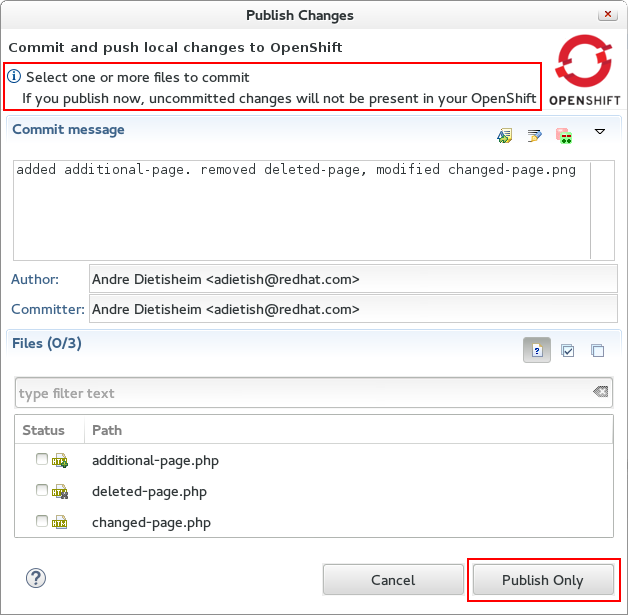 Publish Changes
Commit and push local changes to OpenShift
Select one or more files to commit
If you publish now, uncommitted changes will not be present in your OpenShift
OPENSHIFT
Commit message
added additional-page. removed deleted-page, modified changed-page.png
Author: Andre Dietisheim <adietish@redhat.com>
Committer: Andre Dietisheim <adietish@redhat.com>
Files (0/3)
type filter text
Status Path
additional-page.php
deleted-page.php
changed-page.php
Cancel Publish Only